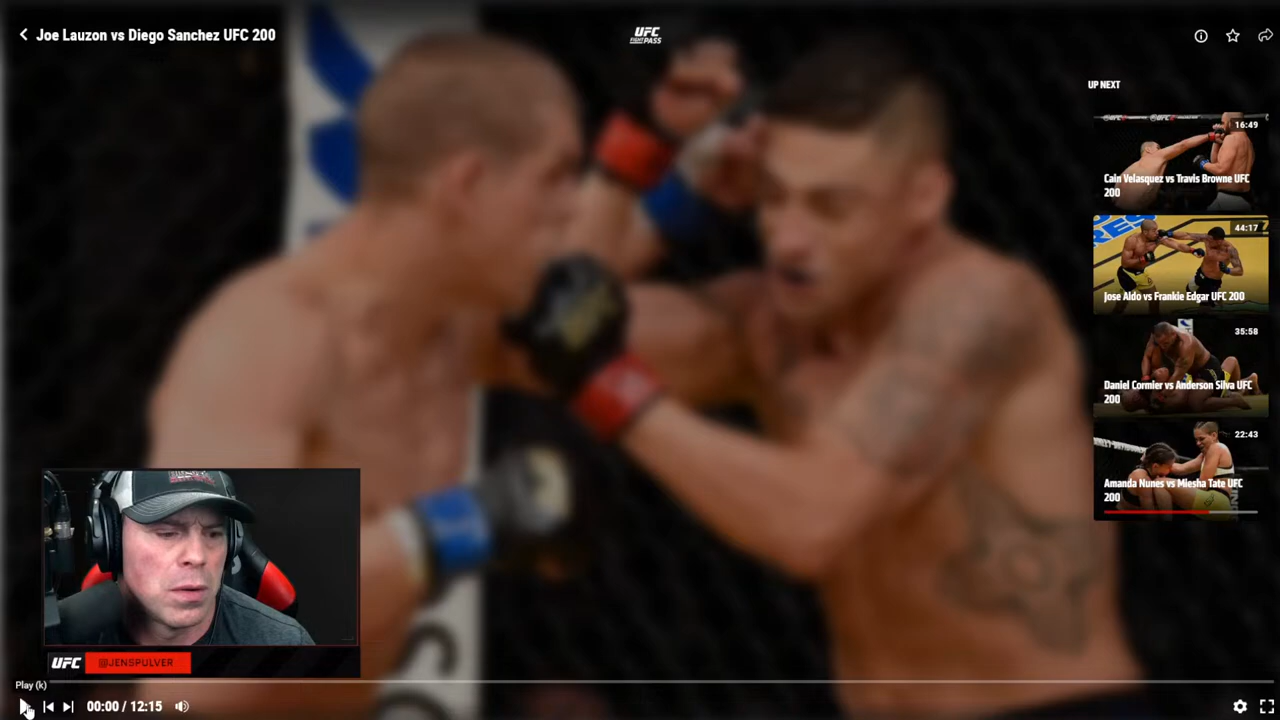 Joe Lauzon vs Diego Sanchez UFC 200
UFC
FIGHT PASS
UP NEXT
16:49
Cain Velasquez vs Travis Browne UFC
200
44:17
Jose Aldo vs Frankie Edgar UFC 200
35:58
Daniel Cormier vs Anderson Silva UFC
200
22:43
Amanda Nunes vs Miesha Tate UFC
200
UFC
@JENSPULVER
Play (k)
00:00 / 12:15